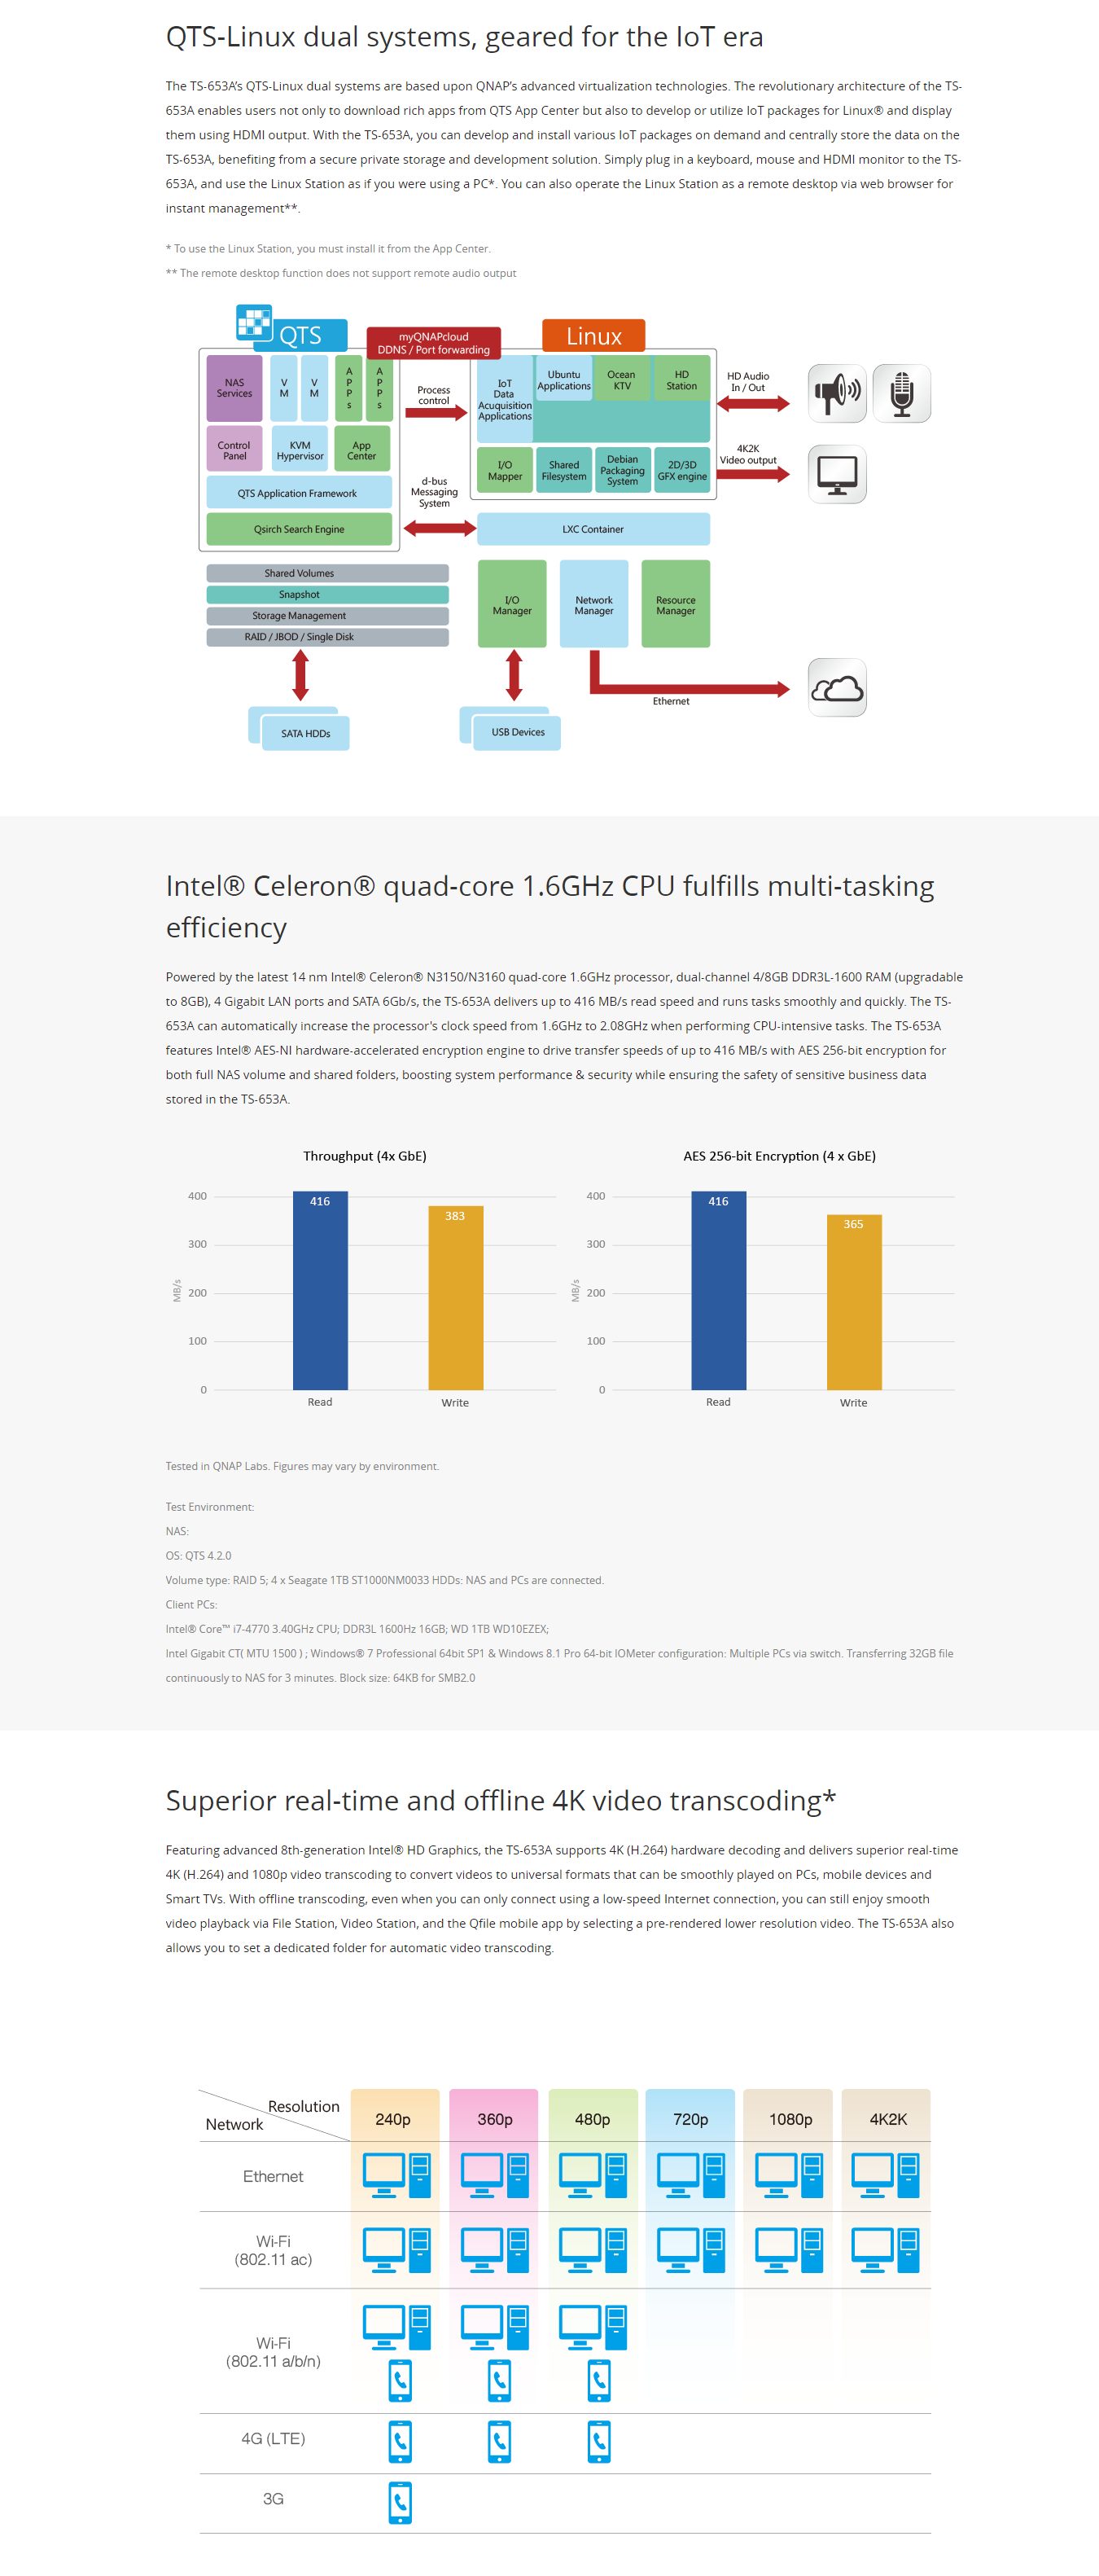 QTS-Linux dual systems, geared for the IoT era
The TS-653A’s QTS-Linux dual systems are based upon QNAP’s advanced virtualization technologies. The revolutionary architecture of the TS-
653A enables users not only to download rich apps from QTS App Center but also to develop or utilize IoT packages for Linux® and display
them using HDMI output. With the TS-653A, you can develop and install various IoT packages on demand and centrally store the data on the
TS-653A, benefiting from a secure private storage and development solution. Simply plug in a keyboard, mouse and HDMI monitor to the TS-
653A, and use the Linux Station as if you were using a PC*. You can also operate the Linux Station as a remote desktop via web browser for
instant management**.
* To use the Linux Station, you must install it from the App Center.
** The remote desktop function does not support remote audio output
QTS
myQNAPcloud
DDNS / Port forwarding
Linux
NAS
Services
VM
VM
APPs
APPs
Process
control
IoT
Data
Acuquisition
Applications
Ubuntu
Applications
Ocean
KTV
HD
Station
HD Audio
In / Out
Control
Panel
KVM
Hypervisor
App
Center
I/O
Mapper
Shared
Filesystem
Debian
Packaging
System
2D/3D
GFX engine
4K2K
Video output
QTS Application Framework
d-bus
Messaging
System
Qsirch Search Engine
LXC Container
Shared Volumes
Snapshot
Storage Management
RAID / JBOD / Single Disk
I/O
Manager
Network
Manager
Resource
Manager
Ethernet
SATA HDDs
USB Devices
Intel® Celeron® quad-core 1.6GHz CPU fulfills multi-tasking
efficiency
Powered by the latest 14 nm Intel® Celeron® N3150/N3160 quad-core 1.6GHz processor, dual-channel 4/8GB DDR3L-1600 RAM (upgradable
to 8GB), 4 Gigabit LAN ports and SATA 6Gb/s, the TS-653A delivers up to 416 MB/s read speed and runs tasks smoothly and quickly. The TS-
653A can automatically increase the processor's clock speed from 1.6GHz to 2.08GHz when performing CPU-intensive tasks. The TS-653A
features Intel® AES-NI hardware-accelerated encryption engine to drive transfer speeds of up to 416 MB/s with AES 256-bit encryption for
both full NAS volume and shared folders, boosting system performance & security while ensuring the safety of sensitive business data
stored in the TS-653A.
Throughput (4x GbE)
400
300
200
100
0
MB/s
416
383
Read
Write
AES 256-bit Encryption (4 x GbE)
400
300
200
100
0
MB/s
416
365
Read
Write
Tested in QNAP Labs. Figures may vary by environment.
Test Environment:
NAS:
OS: QTS 4.2.0
Volume type: RAID 5; 4 x Seagate 1TB ST1000NM0033 HDDs: NAS and PCs are connected.
Client PCs:
Intel® Core™ i7-4770 3.40GHz CPU; DDR3L 1600Hz 16GB; WD 1TB WD10EZEX;
Intel Gigabit CT( MTU 1500 ) ; Windows® 7 Professional 64bit SP1 & Windows 8.1 Pro 64-bit IOMeter configuration: Multiple PCs via switch. Transferring 32GB file
continuously to NAS for 3 minutes. Block size: 64KB for SMB2.0
Superior real-time and offline 4K video transcoding*
Featuring advanced 8th-generation Intel® HD Graphics, the TS-653A supports 4K (H.264) hardware decoding and delivers superior real-time
4K (H.264) and 1080p video transcoding to convert videos to universal formats that can be smoothly played on PCs, mobile devices and
Smart TVs. With offline transcoding, even when you can only connect using a low-speed Internet connection, you can still enjoy smooth
video playback via File Station, Video Station, and the Qfile mobile app by selecting a pre-rendered lower resolution video. The TS-653A also
allows you to set a dedicated folder for automatic video transcoding.
Resolution
Network
240p
360p
480p
720p
1080p
4K2K
Ethernet
Wi-Fi
(802.11 ac)
Wi-Fi
(802.11 a/b/n)
4G (LTE)
3G